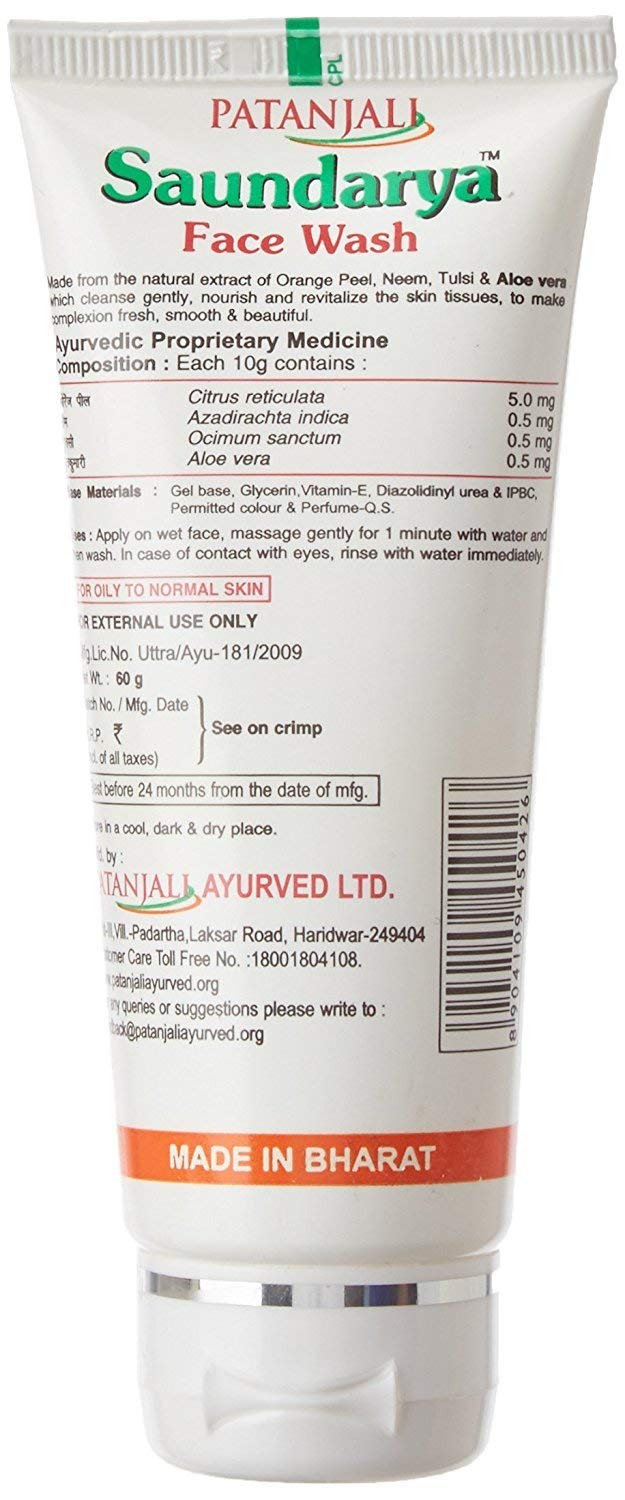 CPL
PATANJALI
Saundarya™
Face Wash
Made from the natural extract of Orange Peel, Neem, Tulsi & Aloe vera
which cleanse gently, nourish and revitalize the skin tissues, to make
complexion fresh, smooth & beautiful.
Ayurvedic Proprietary Medicine
Composition : Each 10g contains :
पील Citrus reticulata 5.0 mg
Azadirachta indica 0.5 mg
Ocimum sanctum 0.5 mg
Aloe vera 0.5 mg
Materials : Gel base, Glycerin,Vitamin-E, Diazolidinyl urea & IPBC,
Permitted colour & Perfume-Q.S.
: Apply on wet face, massage gently for 1 minute with water and
wash. In case of contact with eyes, rinse with water immediately.
FOR OILY TO NORMAL SKIN
EXTERNAL USE ONLY
Lic.No. Uttra/Ayu-181/2009
Wt. : 60 g
No. / Mfg. Date
₹
of all taxes)
See on crimp
before 24 months from the date of mfg.
in a cool, dark & dry place.
by :
PATANJALI AYURVED LTD.
Vill.-Padartha,Laksar Road, Haridwar-249404
Care Toll Free No. :18001804108.
patanjaliayurved.org
any queries or suggestions please write to :
@patanjaliayurved.org
8904109450426
MADE IN BHARAT